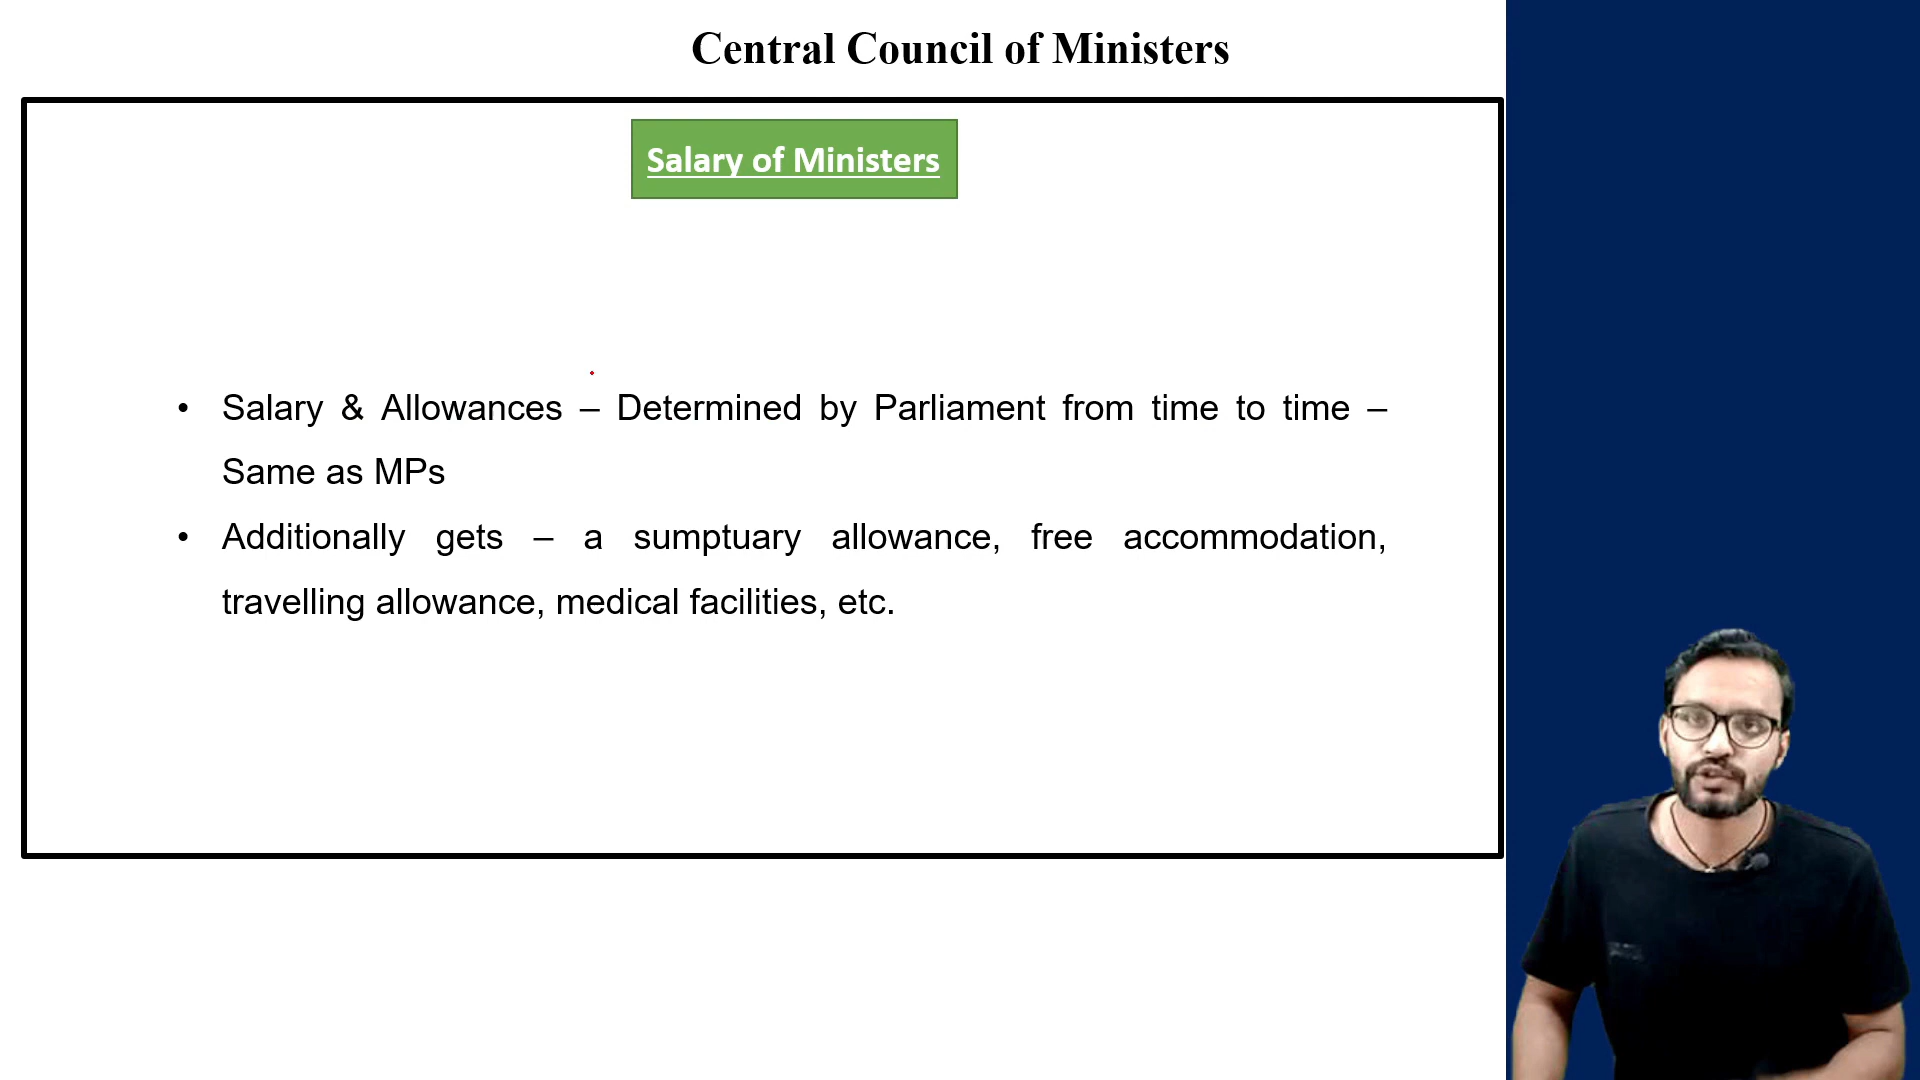 Central Council of Ministers
Salary of Ministers
• Salary & Allowances – Determined by Parliament from time to time –
Same as MPs
• Additionally gets – a sumptuary allowance, free accommodation,
travelling allowance, medical facilities, etc.